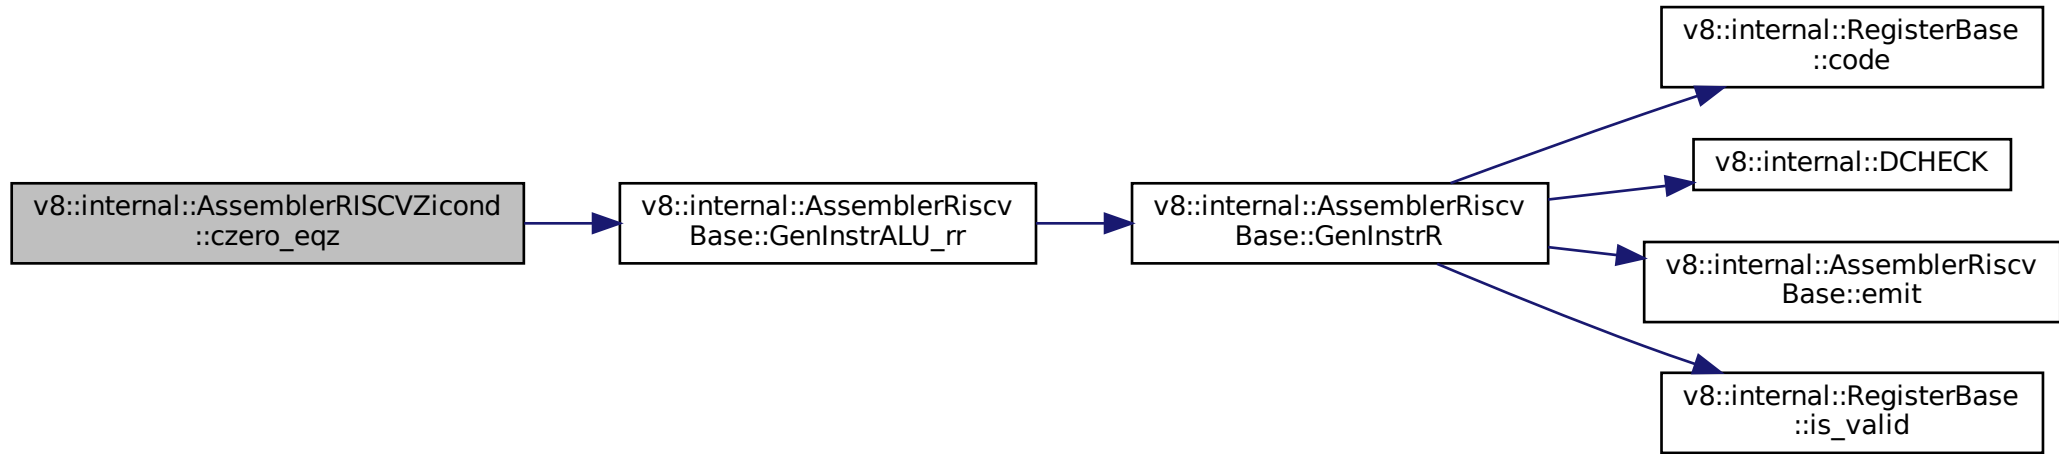 v8::internal::AssemblerRISCVZicond
::czero_eqz
v8::internal::AssemblerRiscv
Base::GenInstrALU_rr
v8::internal::AssemblerRiscv
Base::GenInstrR
v8::internal::RegisterBase
::code
v8::internal::DCHECK
v8::internal::AssemblerRiscv
Base::emit
v8::internal::RegisterBase
::is_valid